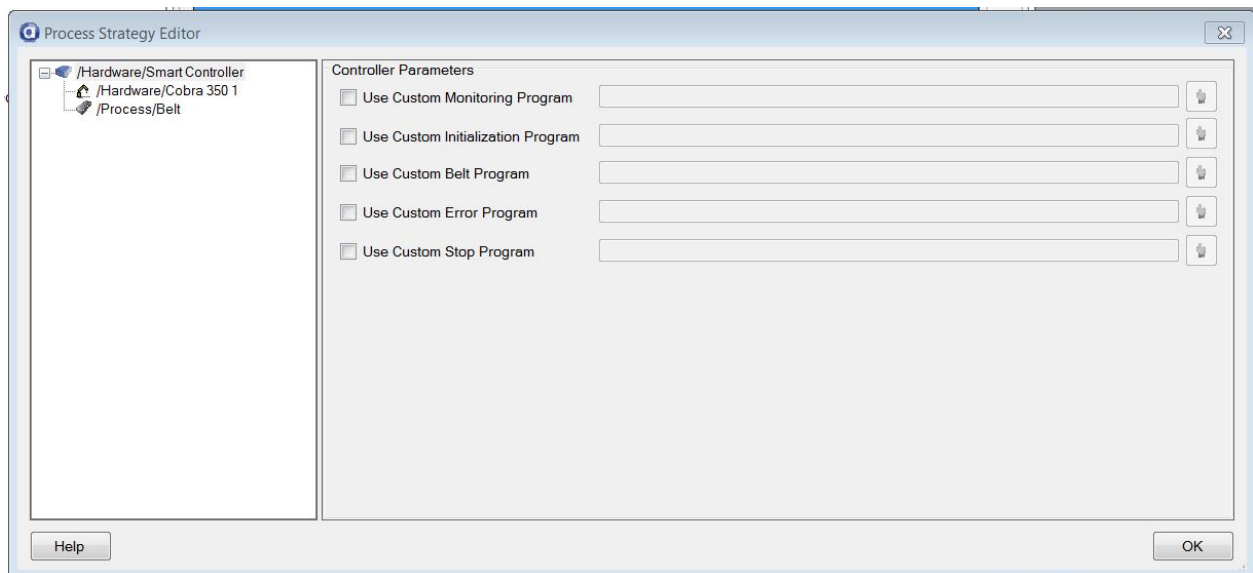 Process Strategy Editor
/Hardware/Smart Controller
/Hardware/Cobra 350 1
/Process/Belt
Controller Parameters
Use Custom Monitoring Program
Use Custom Initialization Program
Use Custom Belt Program
Use Custom Error Program
Use Custom Stop Program
Help
OK